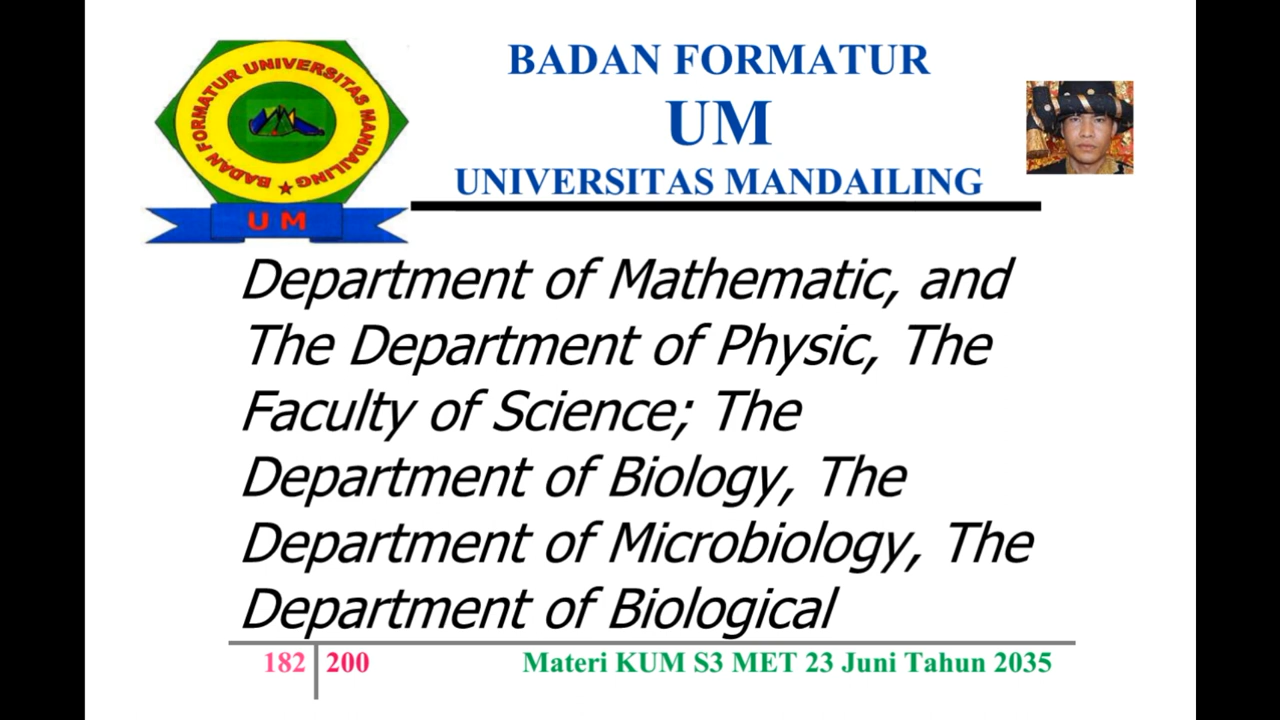 BADAN FORMATUR UNIVERSITAS MANDAILING
U M
BADAN FORMATUR
UM
UNIVERSITAS MANDAILING
Department of Mathematic, and
The Department of Physic, The
Faculty of Science; The
Department of Biology, The
Department of Microbiology, The
Department of Biological
182 200 Materi KUM S3 MET 23 Juni Tahun 2035